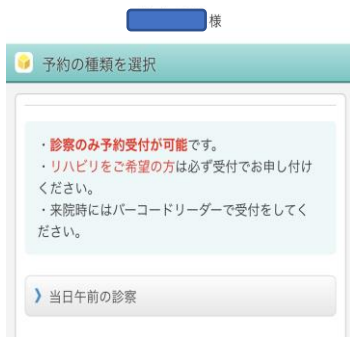 様
予約の種類を選択
・診察のみ予約受付が可能です。
・リハビリをご希望の方は必ず受付でお申し付け
ください。
・来院時にはバーコードリーダーで受付をしてく
ださい。
当日午前の診察